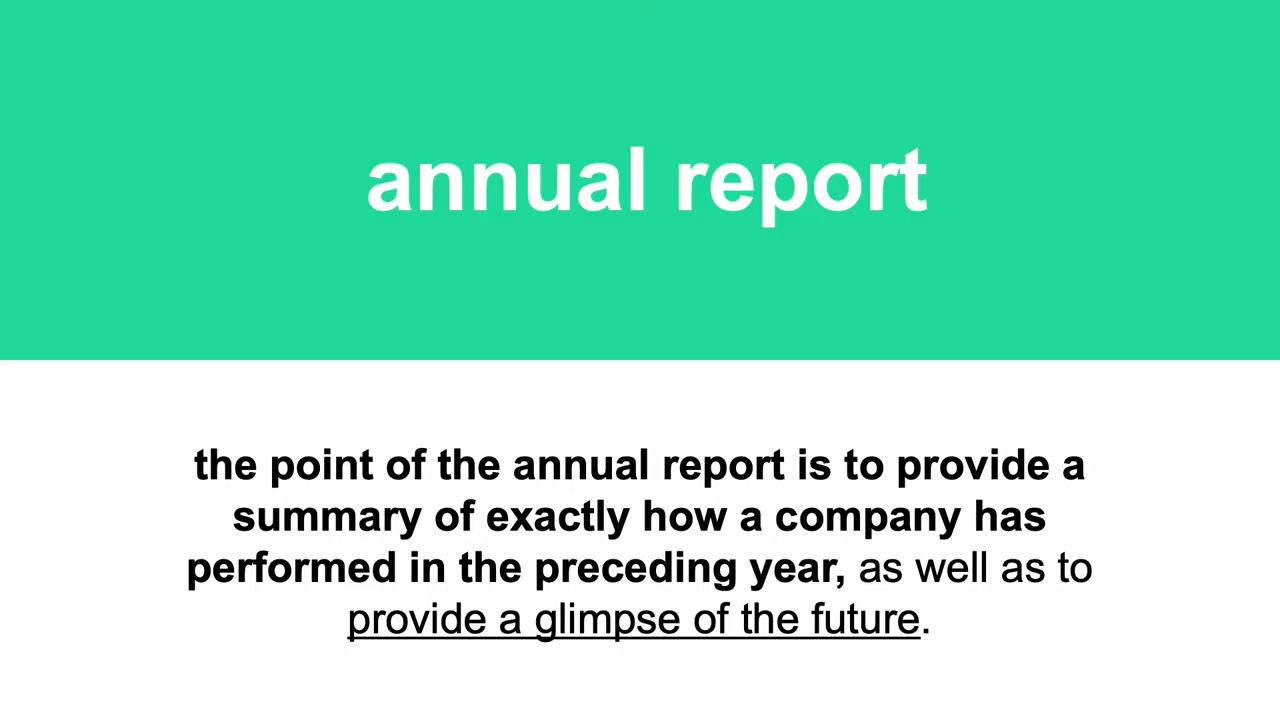 annual report
the point of the annual report is to provide a
summary of exactly how a company has
performed in the preceding year, as well as to
provide a glimpse of the future.